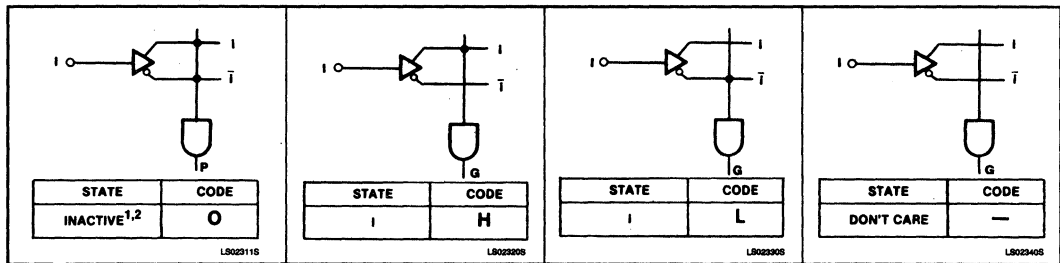 I
I
Ī
P
STATE CODE
INACTIVE1,2 O
LS02311S
I
I
Ī
G
STATE CODE
I H
LS02320S
I
I
Ī
G
STATE CODE
I L
LS02330S
I
I
Ī
G
STATE CODE
DON'T CARE —
LS02340S